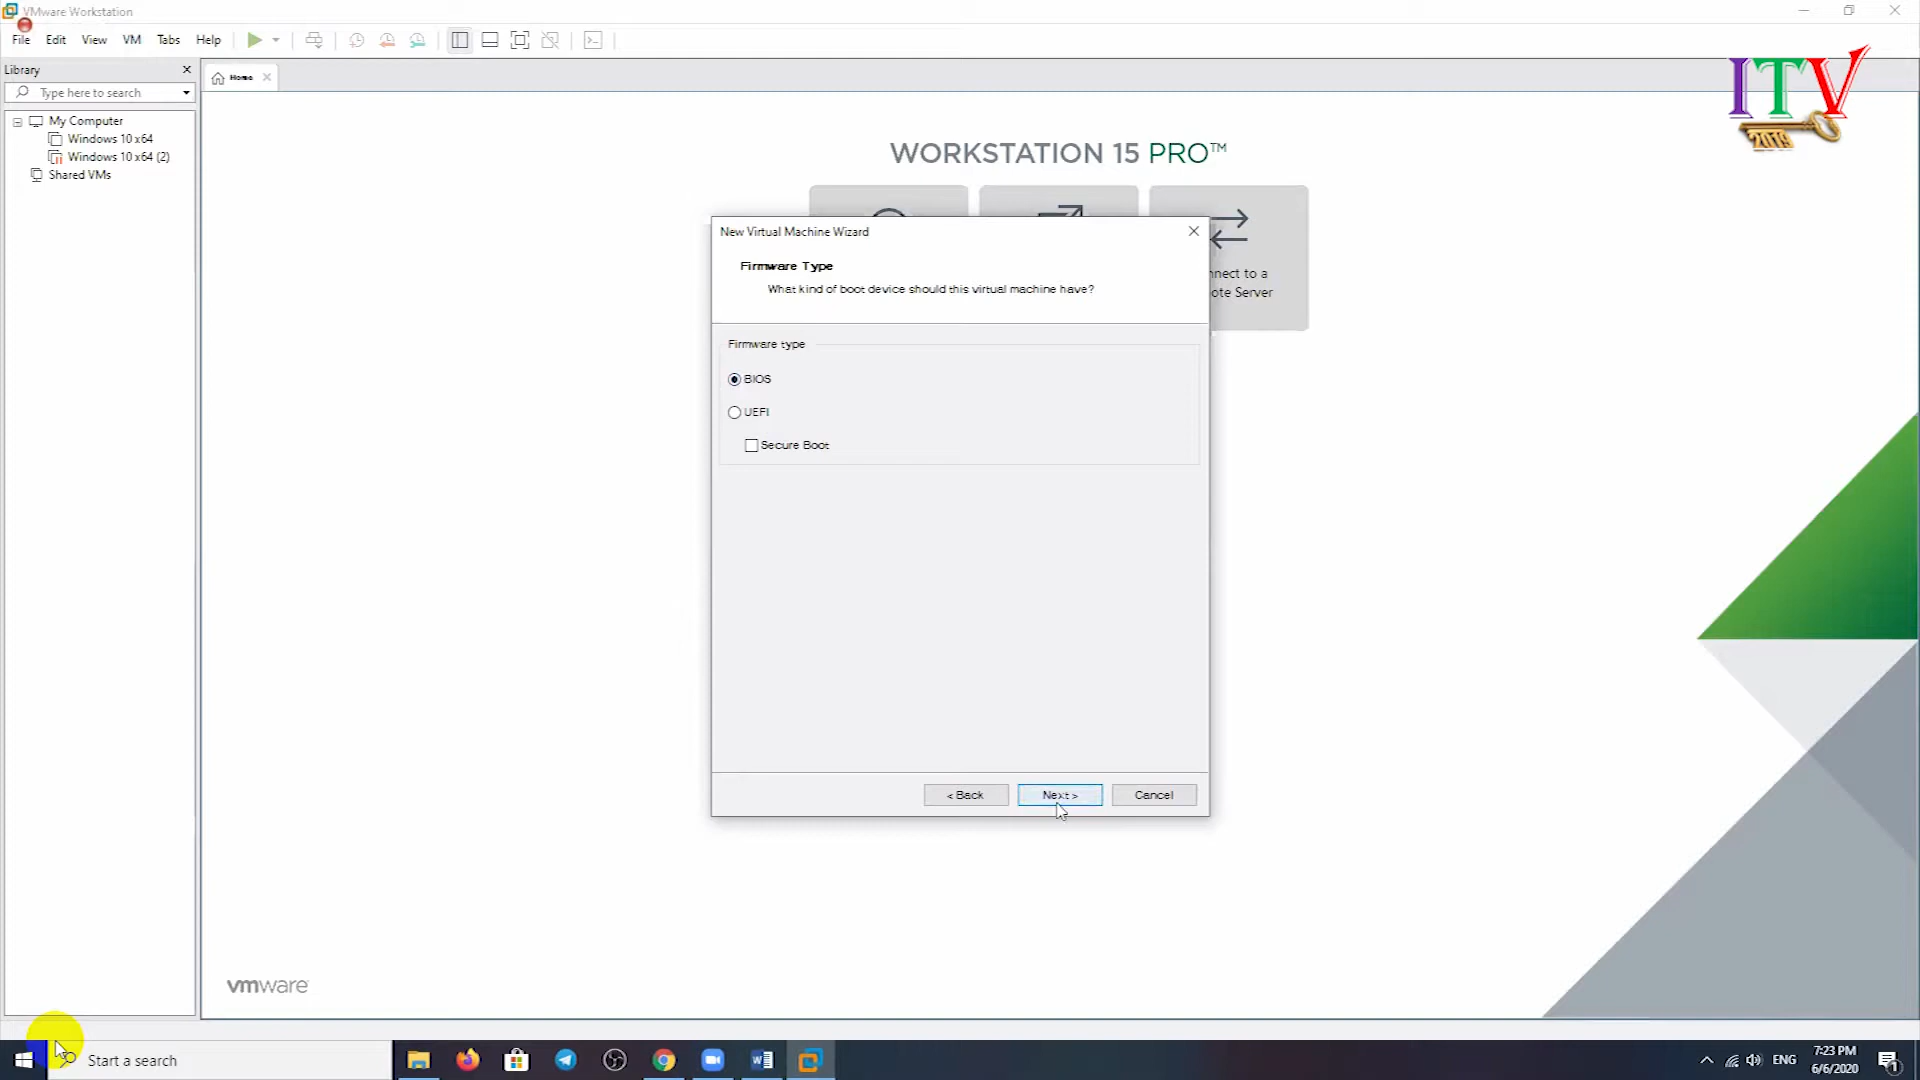 VMware Workstation
File Edit View VM Tabs Help
Library
Home
Type here to search
My Computer
Windows 10 x64
Windows 10 x64 (2)
Shared VMs
ITV
2019
WORKSTATION 15 PRO™
nnect to a
ote Server
New Virtual Machine Wizard
Firmware Type
What kind of boot device should this virtual machine have?
Firmware type
BIOS
UEFI
Secure Boot
< Back
Next >
Cancel
vmware
Start a search
ENG
7:23 PM
6/6/2020
1